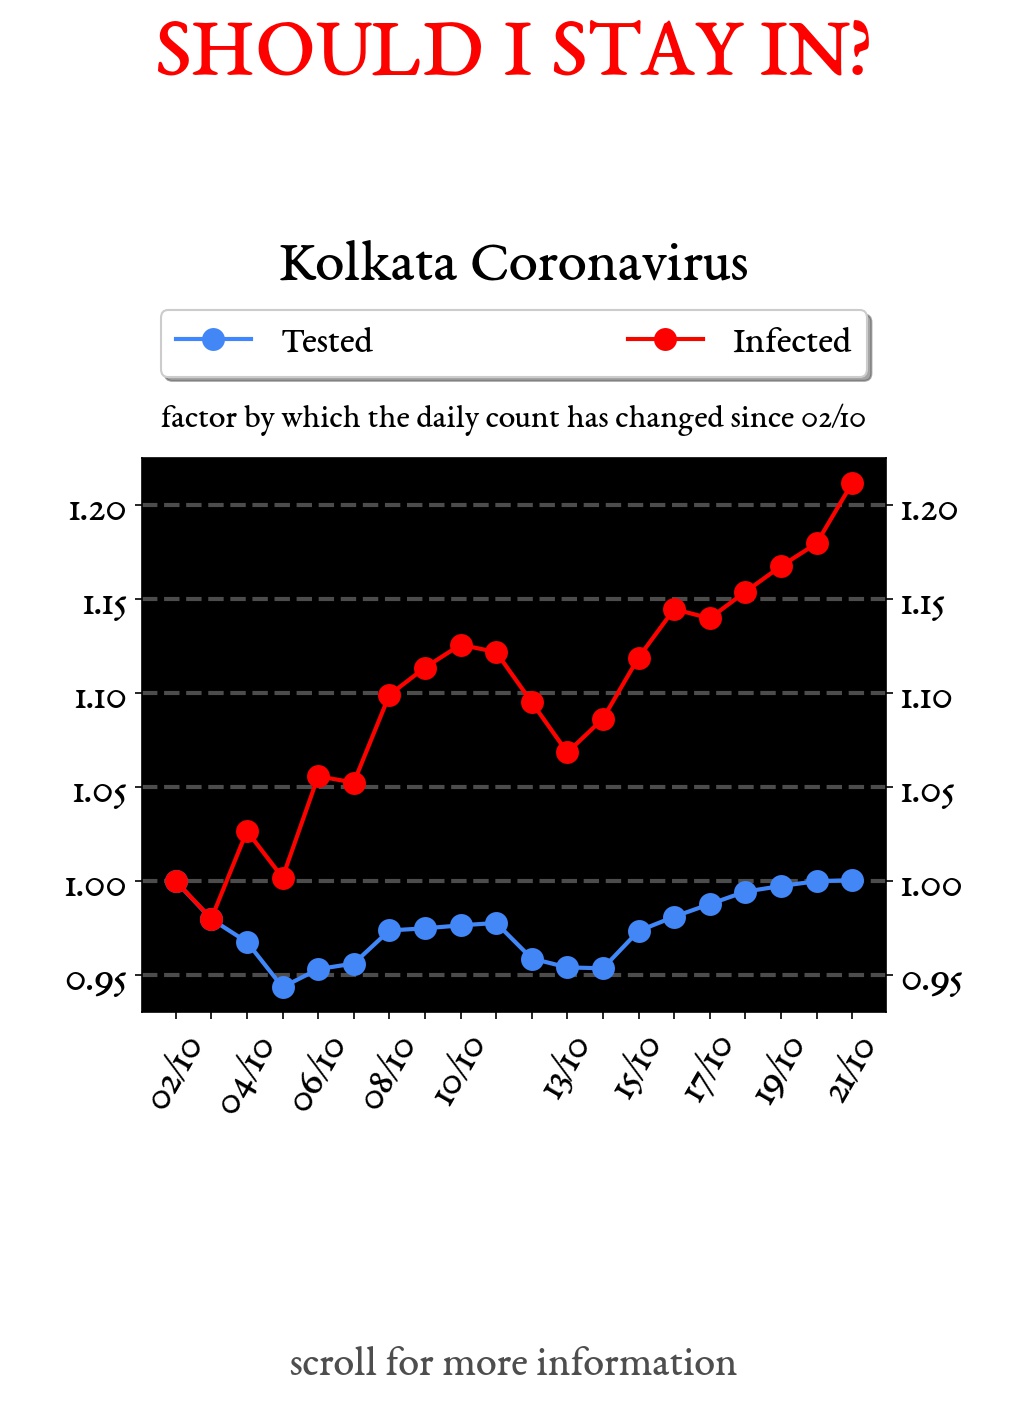 SHOULD I STAY IN?
Kolkata Coronavirus
Tested Infected
factor by which the daily count has changed since 02/10
1.20 1.20
1.15 1.15
1.10 1.10
1.05 1.05
1.00 1.00
0.95 0.95
02/10 04/10 06/10 08/10 10/10 13/10 15/10 17/10 19/10 21/10
scroll for more information